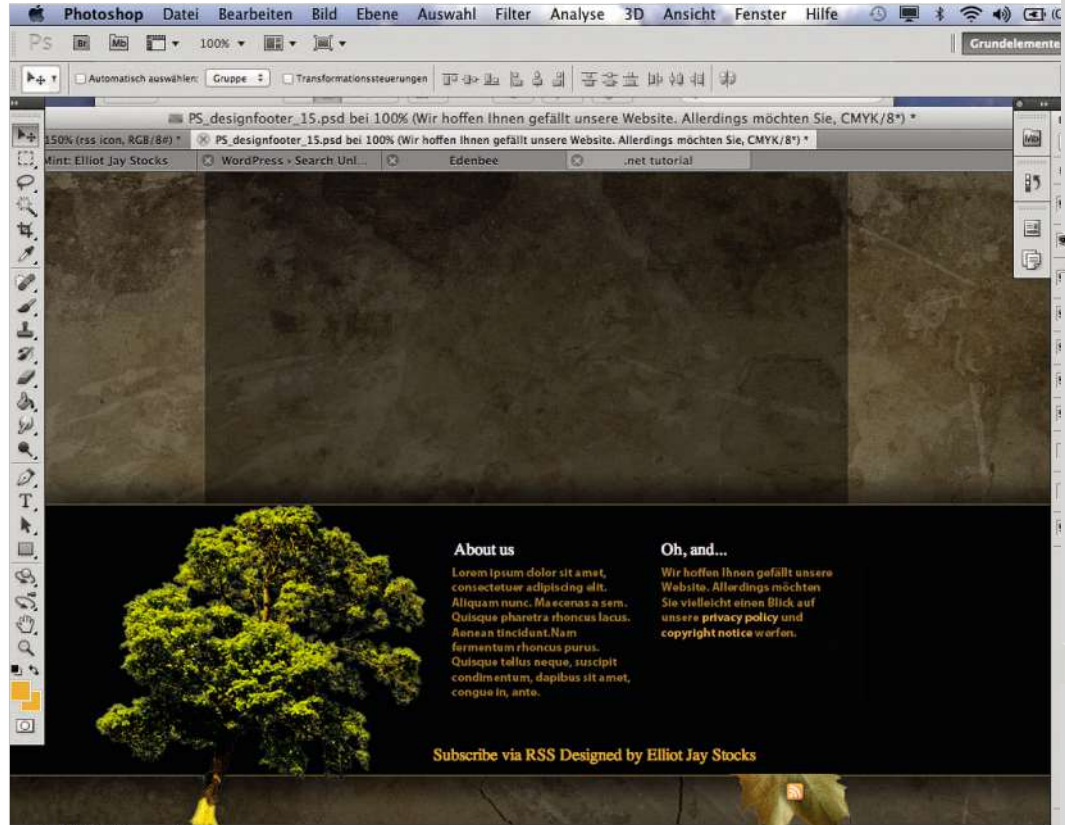 Photoshop Datei Bearbeiten Bild Ebene Auswahl Filter Analyse 3D Ansicht Fenster Hilfe
Ps Br Mb 100% Grundelemente
Automatisch auswählen: Gruppe Transformationssteuerungen
PS_designfooter_15.psd bei 100% (Wir hoffen Ihnen gefällt unsere Website. Allerdings möchten Sie, CMYK/8*) *
150% (rss icon, RGB/8#) * PS_designfooter_15.psd bei 100% (Wir hoffen Ihnen gefällt unsere Website. Allerdings möchten Sie, CMYK/8*) *
Mint: Elliot Jay Stocks WordPress › Search Unl... Edenbee .net tutorial
Mb
T
About us
Lorem ipsum dolor sit amet,
consectetuer adipiscing elit.
Aliquam nunc. Maecenas a sem.
Quisque pharetra rhoncus lacus.
Aenean tincidunt.Nam
fermentum rhoncus purus.
Quisque tellus neque, suscipit
condimentum, dapibus sit amet,
congue in, ante.
Oh, and...
Wir hoffen Ihnen gefällt unsere
Website. Allerdings möchten
Sie vielleicht einen Blick auf
unsere privacy policy und
copyright notice werfen.
Subscribe via RSS Designed by Elliot Jay Stocks